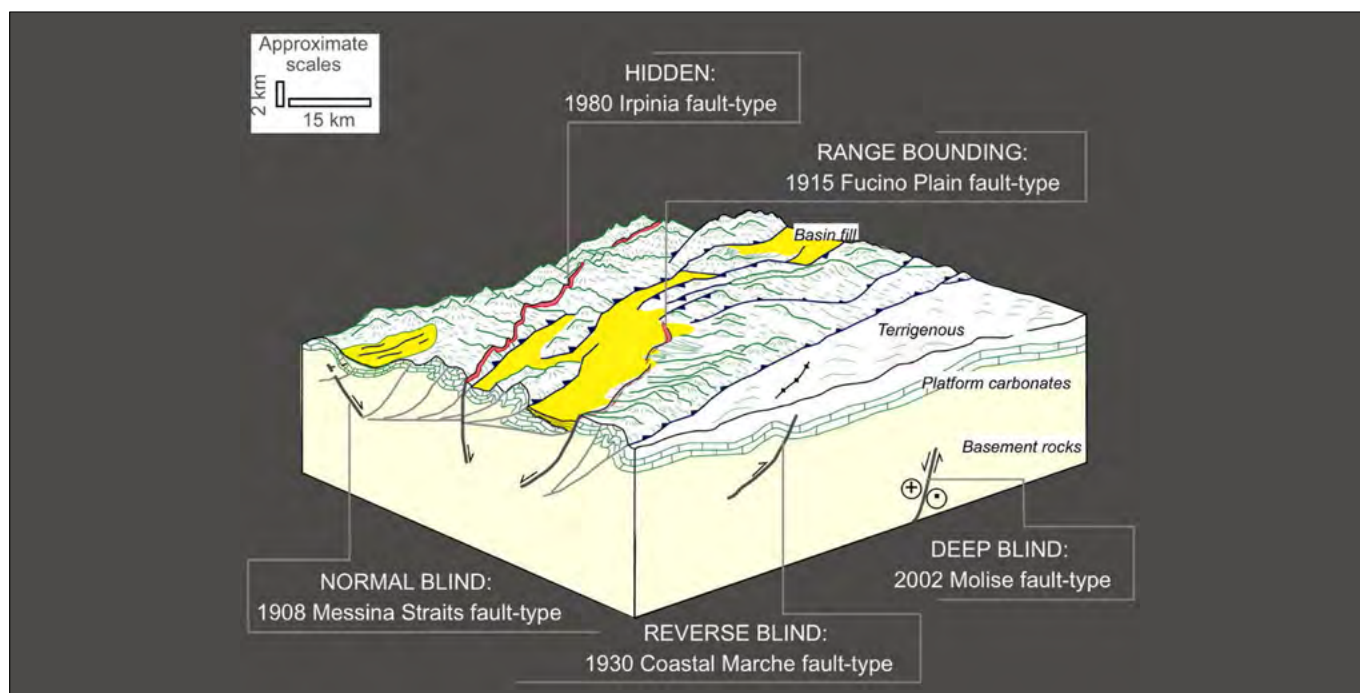 Approximate
scales
2 km
15 km
HIDDEN:
1980 Irpinia fault-type
RANGE BOUNDING:
1915 Fucino Plain fault-type
Basin fill
Terrigenous
Platform carbonates
Basement rocks
DEEP BLIND:
2002 Molise fault-type
NORMAL BLIND:
1908 Messina Straits fault-type
REVERSE BLIND:
1930 Coastal Marche fault-type